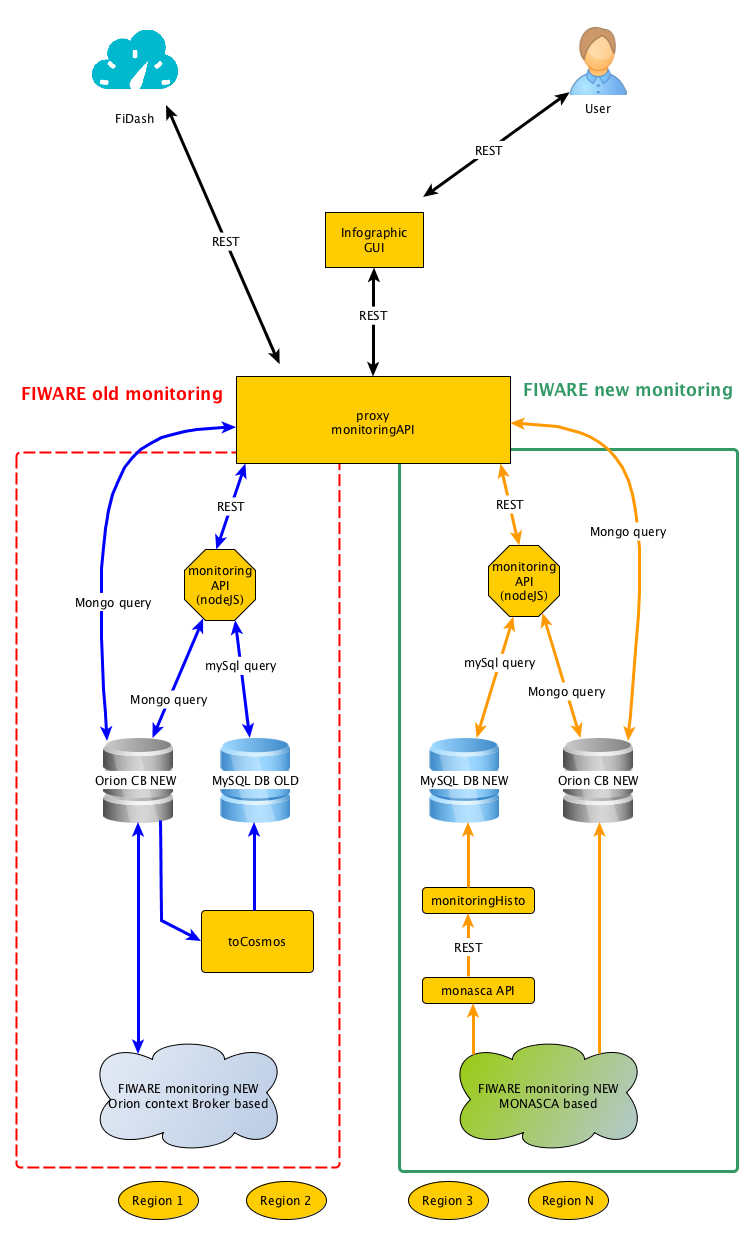 FiDash
User
REST
REST
Infographic
GUI
REST
FIWARE old monitoring
FIWARE new monitoring
proxy
monitoringAPI
REST
REST
Mongo query
monitoring
API
(nodeJS)
monitoring
API
(nodeJS)
Mongo query
mySql query
mySql query
Mongo query
Mongo query
Orion CB NEW
MySQL DB OLD
MySQL DB NEW
Orion CB NEW
monitoringHisto
toCosmos
REST
monasca API
FIWARE monitoring NEW
Orion context Broker based
FIWARE monitoring NEW
MONASCA based
Region 1
Region 2
Region 3
Region N